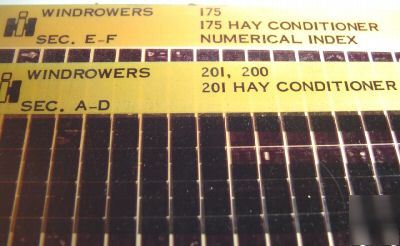 WINDROWERS 175
175 HAY CONDITIONER
SEC. E-F NUMERICAL INDEX
WINDROWERS 201, 200
201 HAY CONDITIONER
SEC. A-D